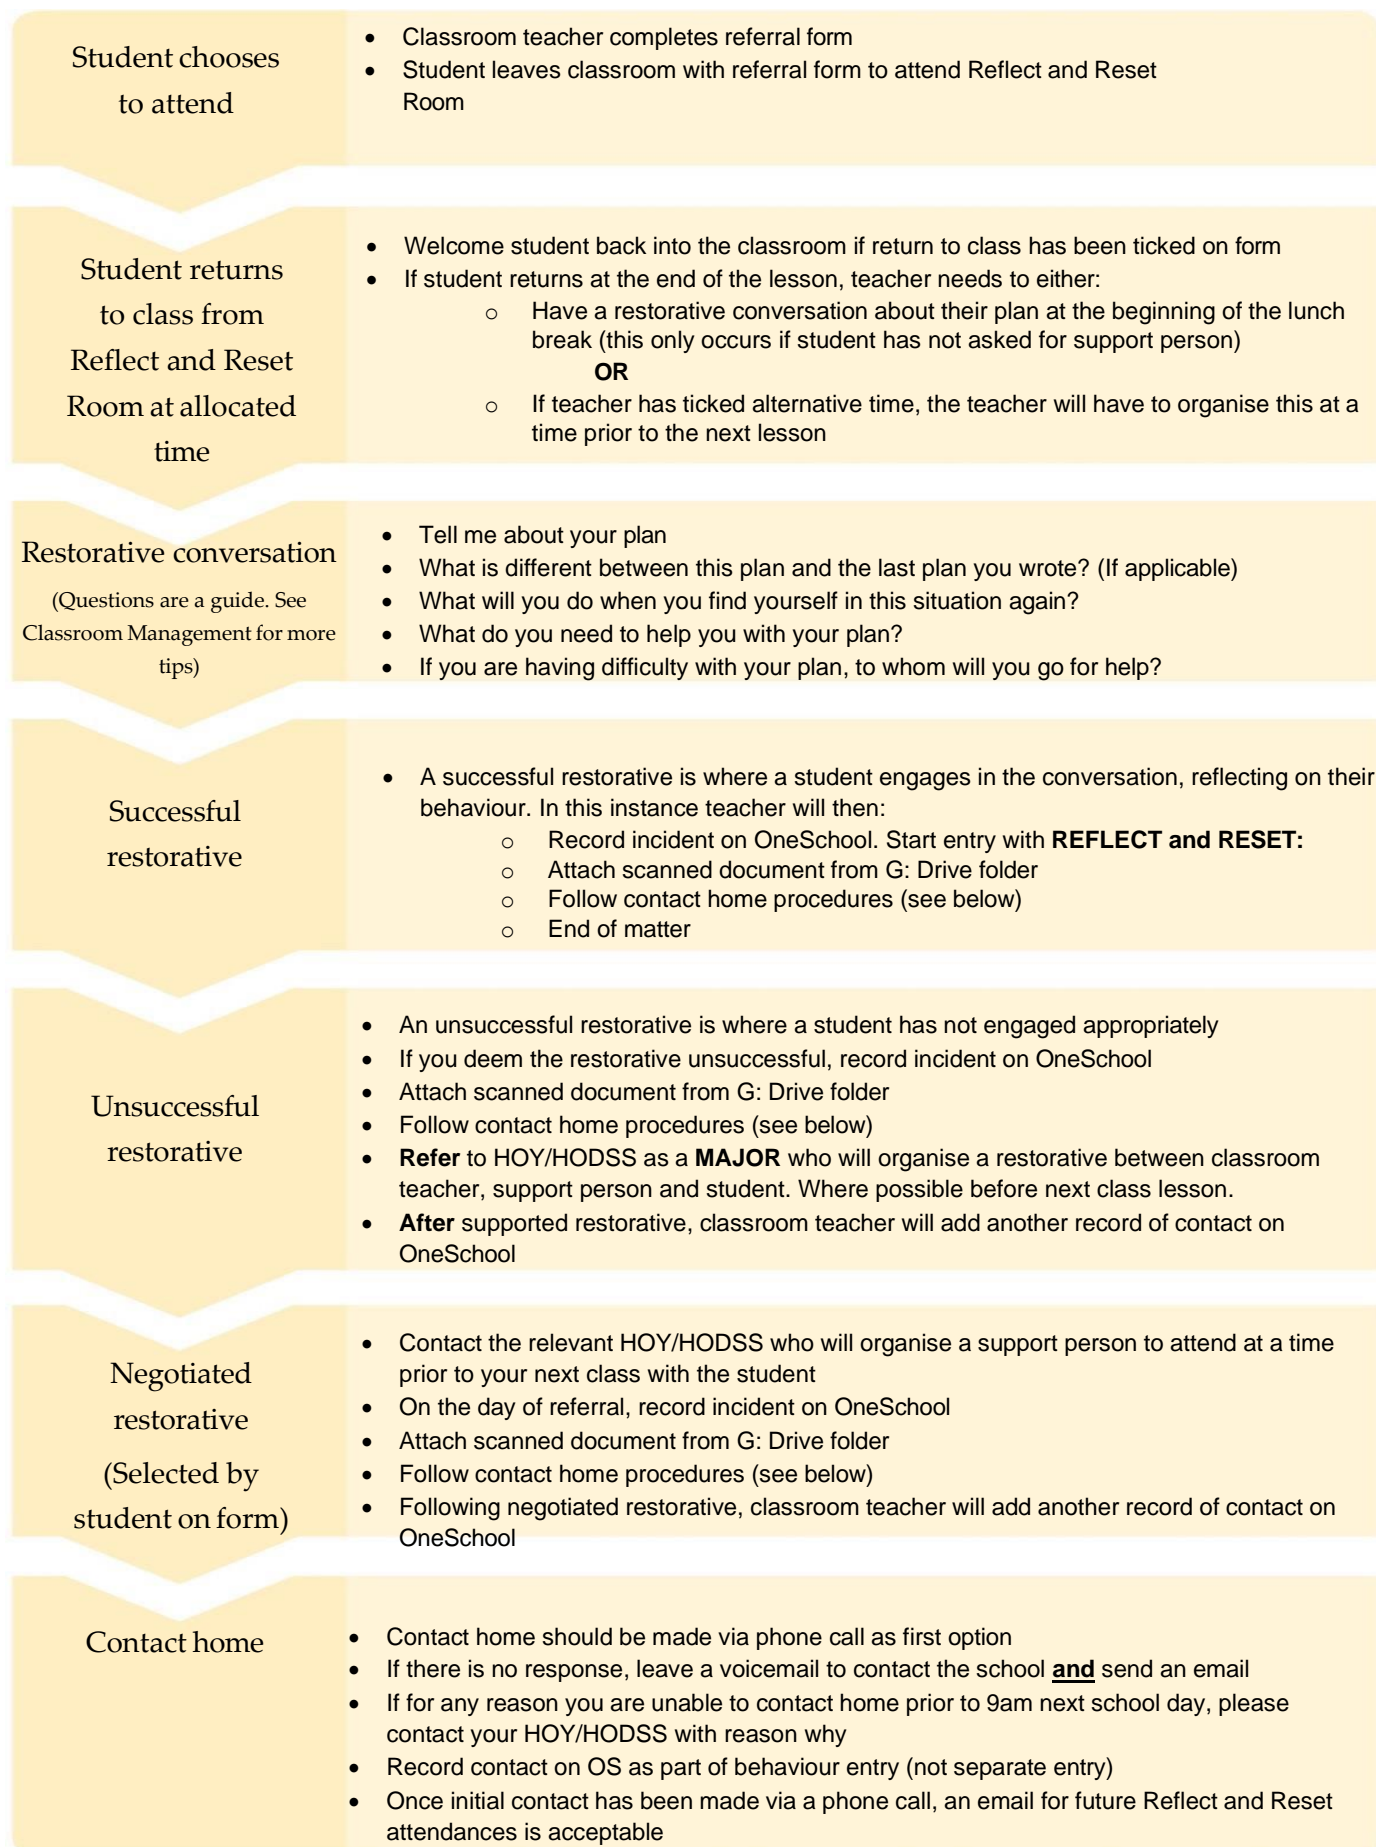 Student chooses
to attend
• Classroom teacher completes referral form
• Student leaves classroom with referral form to attend Reflect and Reset
Room
Student returns
to class from
Reflect and Reset
Room at allocated
time
• Welcome student back into the classroom if return to class has been ticked on form
• If student returns at the end of the lesson, teacher needs to either:
o Have a restorative conversation about their plan at the beginning of the lunch
break (this only occurs if student has not asked for support person)
OR
o If teacher has ticked alternative time, the teacher will have to organise this at a
time prior to the next lesson
Restorative conversation
(Questions are a guide. See
Classroom Management for more
tips)
• Tell me about your plan
• What is different between this plan and the last plan you wrote? (If applicable)
• What will you do when you find yourself in this situation again?
• What do you need to help you with your plan?
• If you are having difficulty with your plan, to whom will you go for help?
Successful
restorative
• A successful restorative is where a student engages in the conversation, reflecting on their
behaviour. In this instance teacher will then:
o Record incident on OneSchool. Start entry with REFLECT and RESET:
o Attach scanned document from G: Drive folder
o Follow contact home procedures (see below)
o End of matter
Unsuccessful
restorative
• An unsuccessful restorative is where a student has not engaged appropriately
• If you deem the restorative unsuccessful, record incident on OneSchool
• Attach scanned document from G: Drive folder
• Follow contact home procedures (see below)
• Refer to HOY/HODSS as a MAJOR who will organise a restorative between classroom
teacher, support person and student. Where possible before next class lesson.
• After supported restorative, classroom teacher will add another record of contact on
OneSchool
Negotiated
restorative
(Selected by
student on form)
• Contact the relevant HOY/HODSS who will organise a support person to attend at a time
prior to your next class with the student
• On the day of referral, record incident on OneSchool
• Attach scanned document from G: Drive folder
• Follow contact home procedures (see below)
• Following negotiated restorative, classroom teacher will add another record of contact on
OneSchool
Contact home
• Contact home should be made via phone call as first option
• If there is no response, leave a voicemail to contact the school and send an email
• If for any reason you are unable to contact home prior to 9am next school day, please
contact your HOY/HODSS with reason why
• Record contact on OS as part of behaviour entry (not separate entry)
• Once initial contact has been made via a phone call, an email for future Reflect and Reset
attendances is acceptable